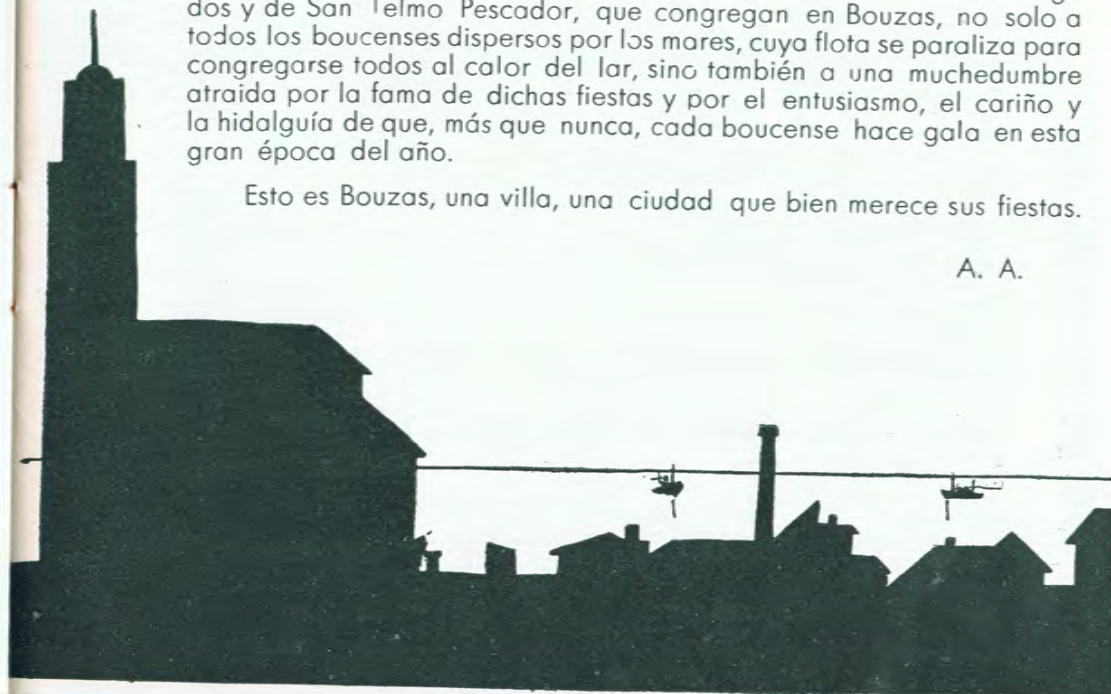 dos y de San Telmo Pescador, que congregan en Bouzas, no solo a
todos los boucenses dispersos por los mares, cuya flota se paraliza para
congregarse todos al calor del lar, sino también a una muchedumbre
atraida por la fama de dichas fiestas y por el entusiasmo, el cariño y
la hidalguía de que, más que nunca, cada boucense hace gala en esta
gran época del año.
Esto es Bouzas, una villa, una ciudad que bien merece sus fiestas.
A. A.